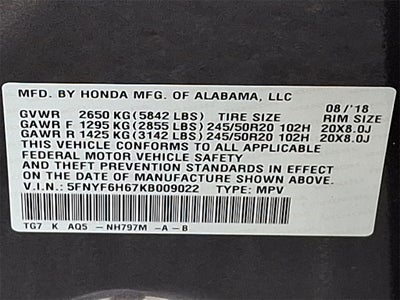 MFD. BY HONDA MFG. OF ALABAMA, LLC
08/'18
GVWR 2650 KG(5842 LBS) TIRE SIZE RIM SIZE
GAWR F 1295 KG(2855 LBS) 245/50R20 102H 20X8.0J
GAWR R 1425 KG(3142 LBS) 245/50R20 102H 20X8.0J
THIS VEHICLE CONFORMS TO ALL APPLICABLE
FEDERAL MOTOR VEHICLE SAFETY, BUMPER,
AND THEFT PREVENTION STANDARDS IN EFFECT
ON THE DATE OF MANUFACTURE SHOWN ABOVE.
V.I.N.: 5FNYF6H67KB009022 TYPE: MPV
TG7 K AQ5 -NH797M -A-B